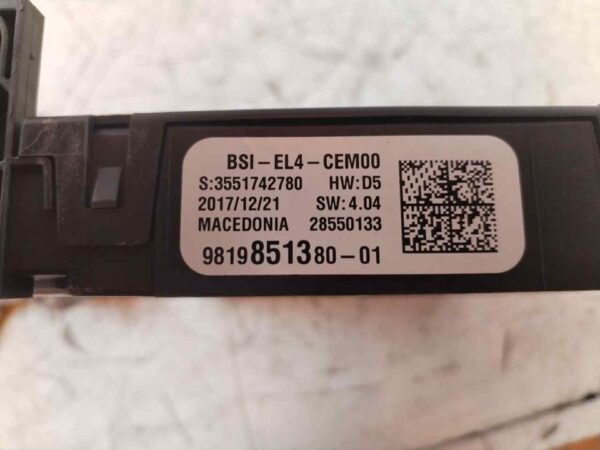 BSI-EL4-CEM00
S:3551742780 HW:D5
2017/12/21 SW:4.04
MACEDONIA 28550133
9819851380-01